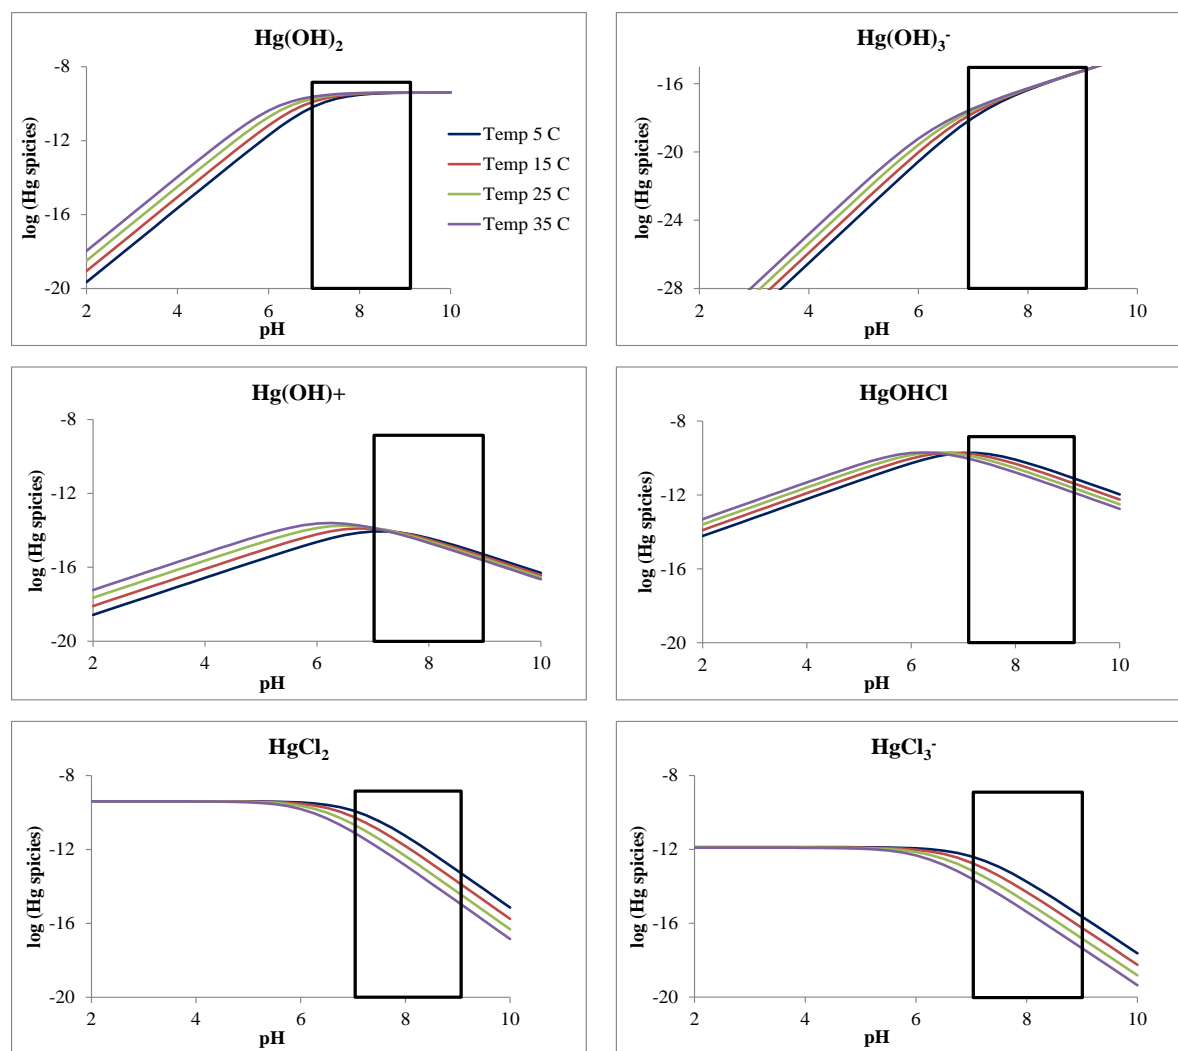 Hg(OH)₂
log (Hg spicies)
-8
-12
-16
-20
2 4 6 8 10
pH
Temp 5 C
Temp 15 C
Temp 25 C
Temp 35 C
Hg(OH)₃⁻
log (Hg spicies)
-16
-20
-24
-28
2 4 6 8 10
pH
Hg(OH)+
log (Hg spicies)
-8
-12
-16
-20
2 4 6 8 10
pH
HgOHCl
log (Hg spicies)
-8
-12
-16
-20
2 4 6 8 10
pH
HgCl₂
log (Hg spicies)
-8
-12
-16
-20
2 4 6 8 10
pH
HgCl₃⁻
log (Hg spicies)
-8
-12
-16
-20
2 4 6 8 10
pH